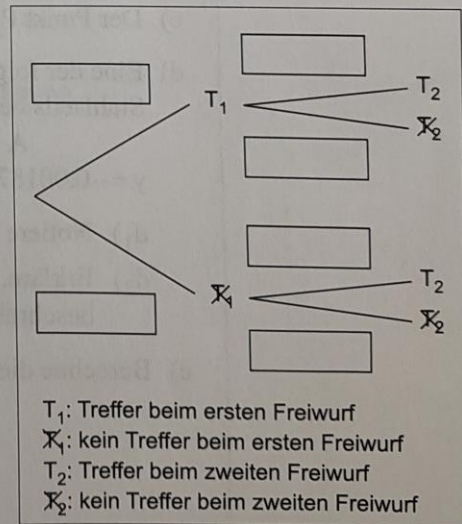 T₁
T₂
T̸₂
T̸₁
T₂
T̸₂
T₁: Treffer beim ersten Freiwurf
T̸₁: kein Treffer beim ersten Freiwurf
T₂: Treffer beim zweiten Freiwurf
T̸₂: kein Treffer beim zweiten Freiwurf